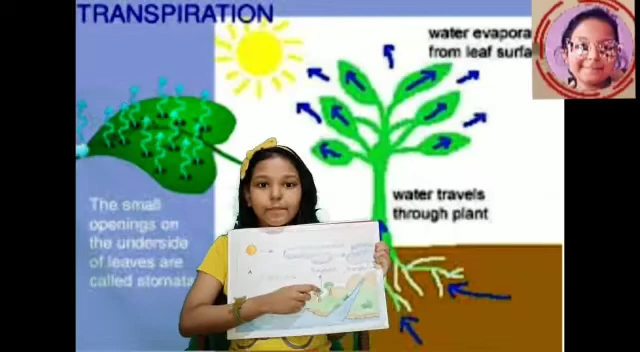 TRANSPIRATION
water evapora
from leaf surfa
water travels
through plant
The small
openings on
the underside
of leaves are
called stomata